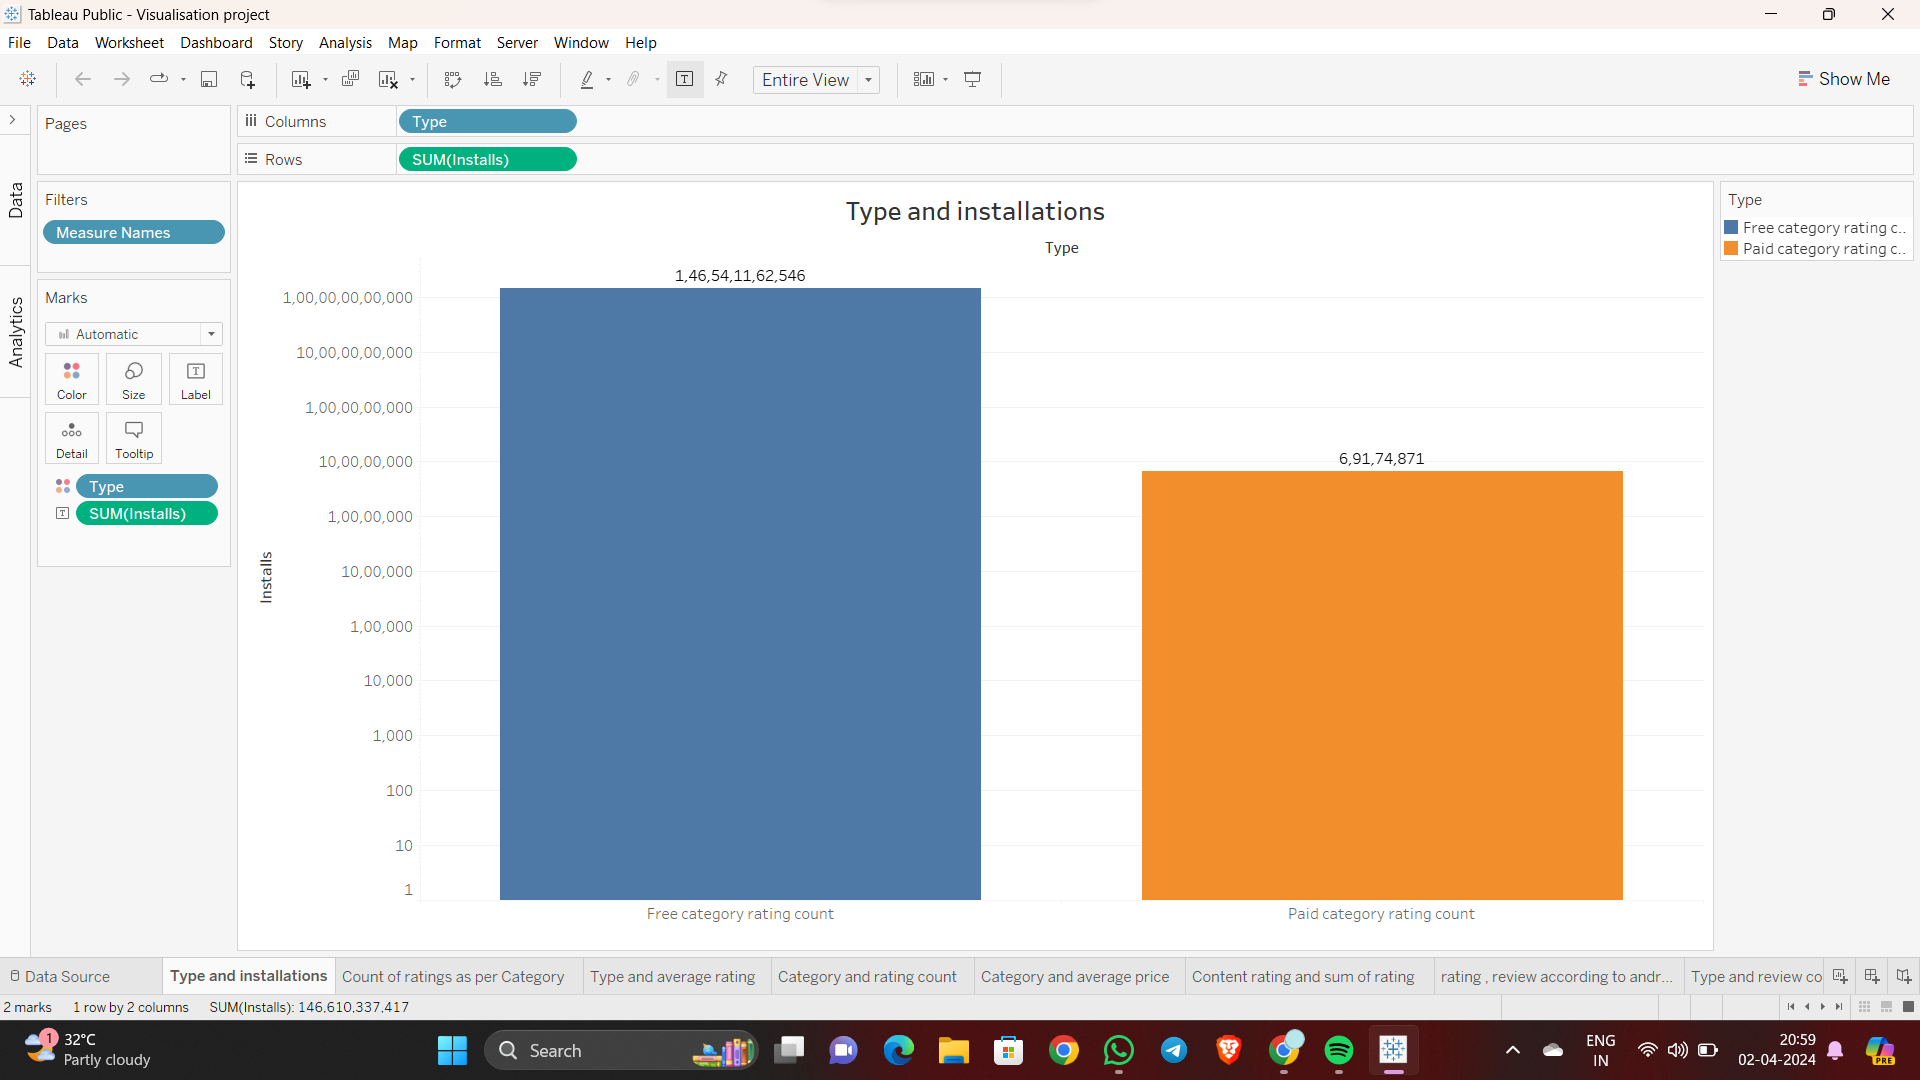 Tableau Public - Visualisation project
File Data Worksheet Dashboard Story Analysis Map Format Server Window Help
Entire View
Show Me
Data
Analytics
Pages
Columns
Type
Rows
SUM(Installs)
Filters
Measure Names
Marks
Automatic
Color
Size
Label
Detail
Tooltip
Type
SUM(Installs)
Type and installations
Type
1,46,54,11,62,546
6,91,74,871
Installs
1,00,00,00,00,000
10,00,00,00,000
1,00,00,00,000
10,00,00,000
1,00,00,000
10,00,000
1,00,000
10,000
1,000
100
10
1
Free category rating count
Paid category rating count
Type
Free category rating c..
Paid category rating c..
Data Source
Type and installations
Count of ratings as per Category
Type and average rating
Category and rating count
Category and average price
Content rating and sum of rating
rating , review according to andr...
Type and review co
2 marks 1 row by 2 columns SUM(Installs): 146,610,337,417
1
32°C
Partly cloudy
Search
ENG
IN
20:59
02-04-2024
PRE